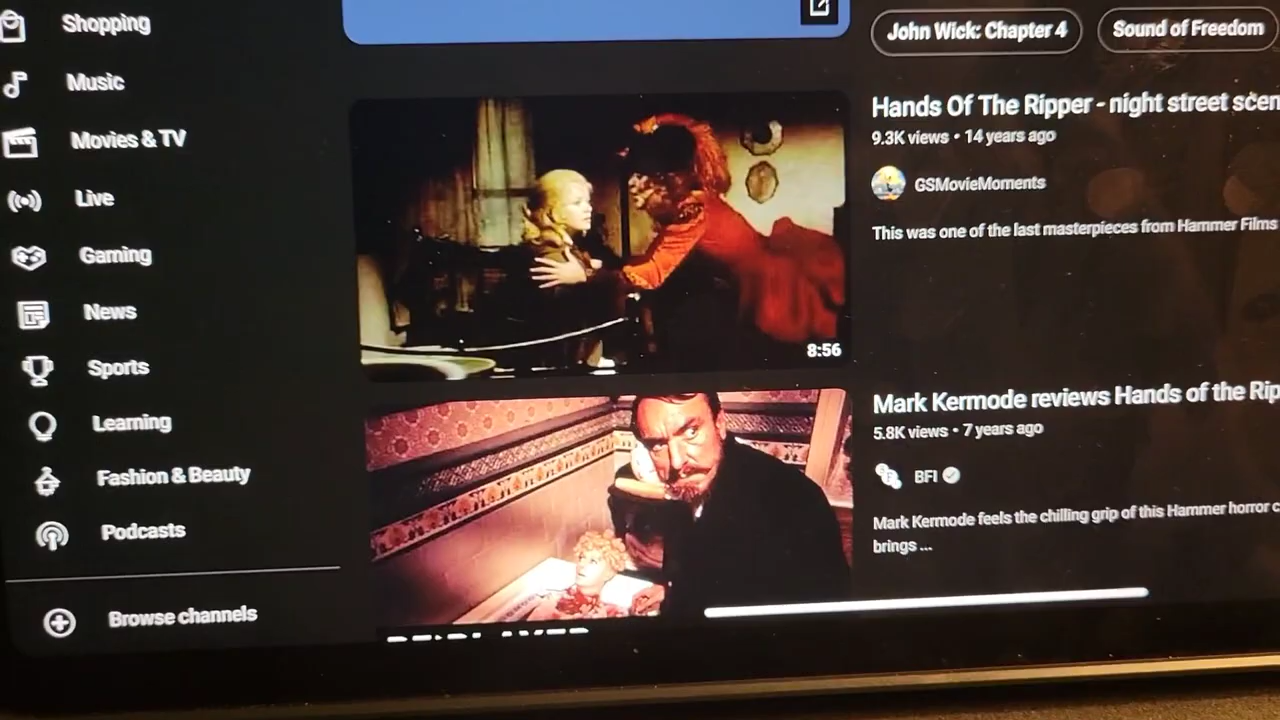 Shopping
Music
Movies & TV
Live
Gaming
News
Sports
Learning
Fashion & Beauty
Podcasts
Browse channels
8:56
John Wick: Chapter 4
Sound of Freedom
Hands Of The Ripper - night street scen
9.3K views • 14 years ago
GSMovieMoments
This was one of the last masterpieces from Hammer Films
Mark Kermode reviews Hands of the Rip
5.8K views • 7 years ago
BFI
Mark Kermode feels the chilling grip of this Hammer horror c
brings ...